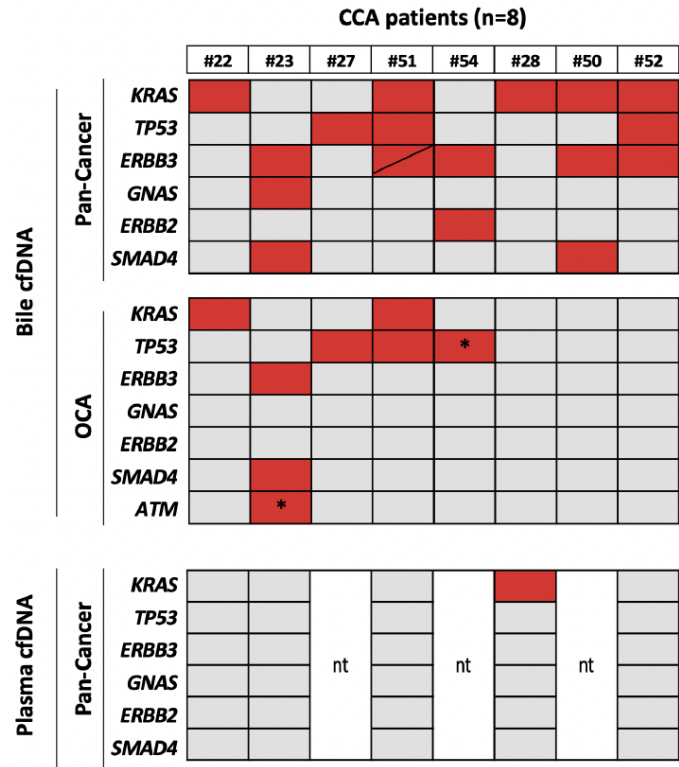 CCA patients (n=8)
#22 #23 #27 #51 #54 #28 #50 #52
Bile cfDNA
Pan-Cancer
KRAS
TP53
ERBB3
GNAS
ERBB2
SMAD4
OCA
KRAS
TP53 *
ERBB3
GNAS
ERBB2
SMAD4
ATM *
Plasma cfDNA
Pan-Cancer
KRAS
TP53
ERBB3
nt nt nt
GNAS
ERBB2
SMAD4